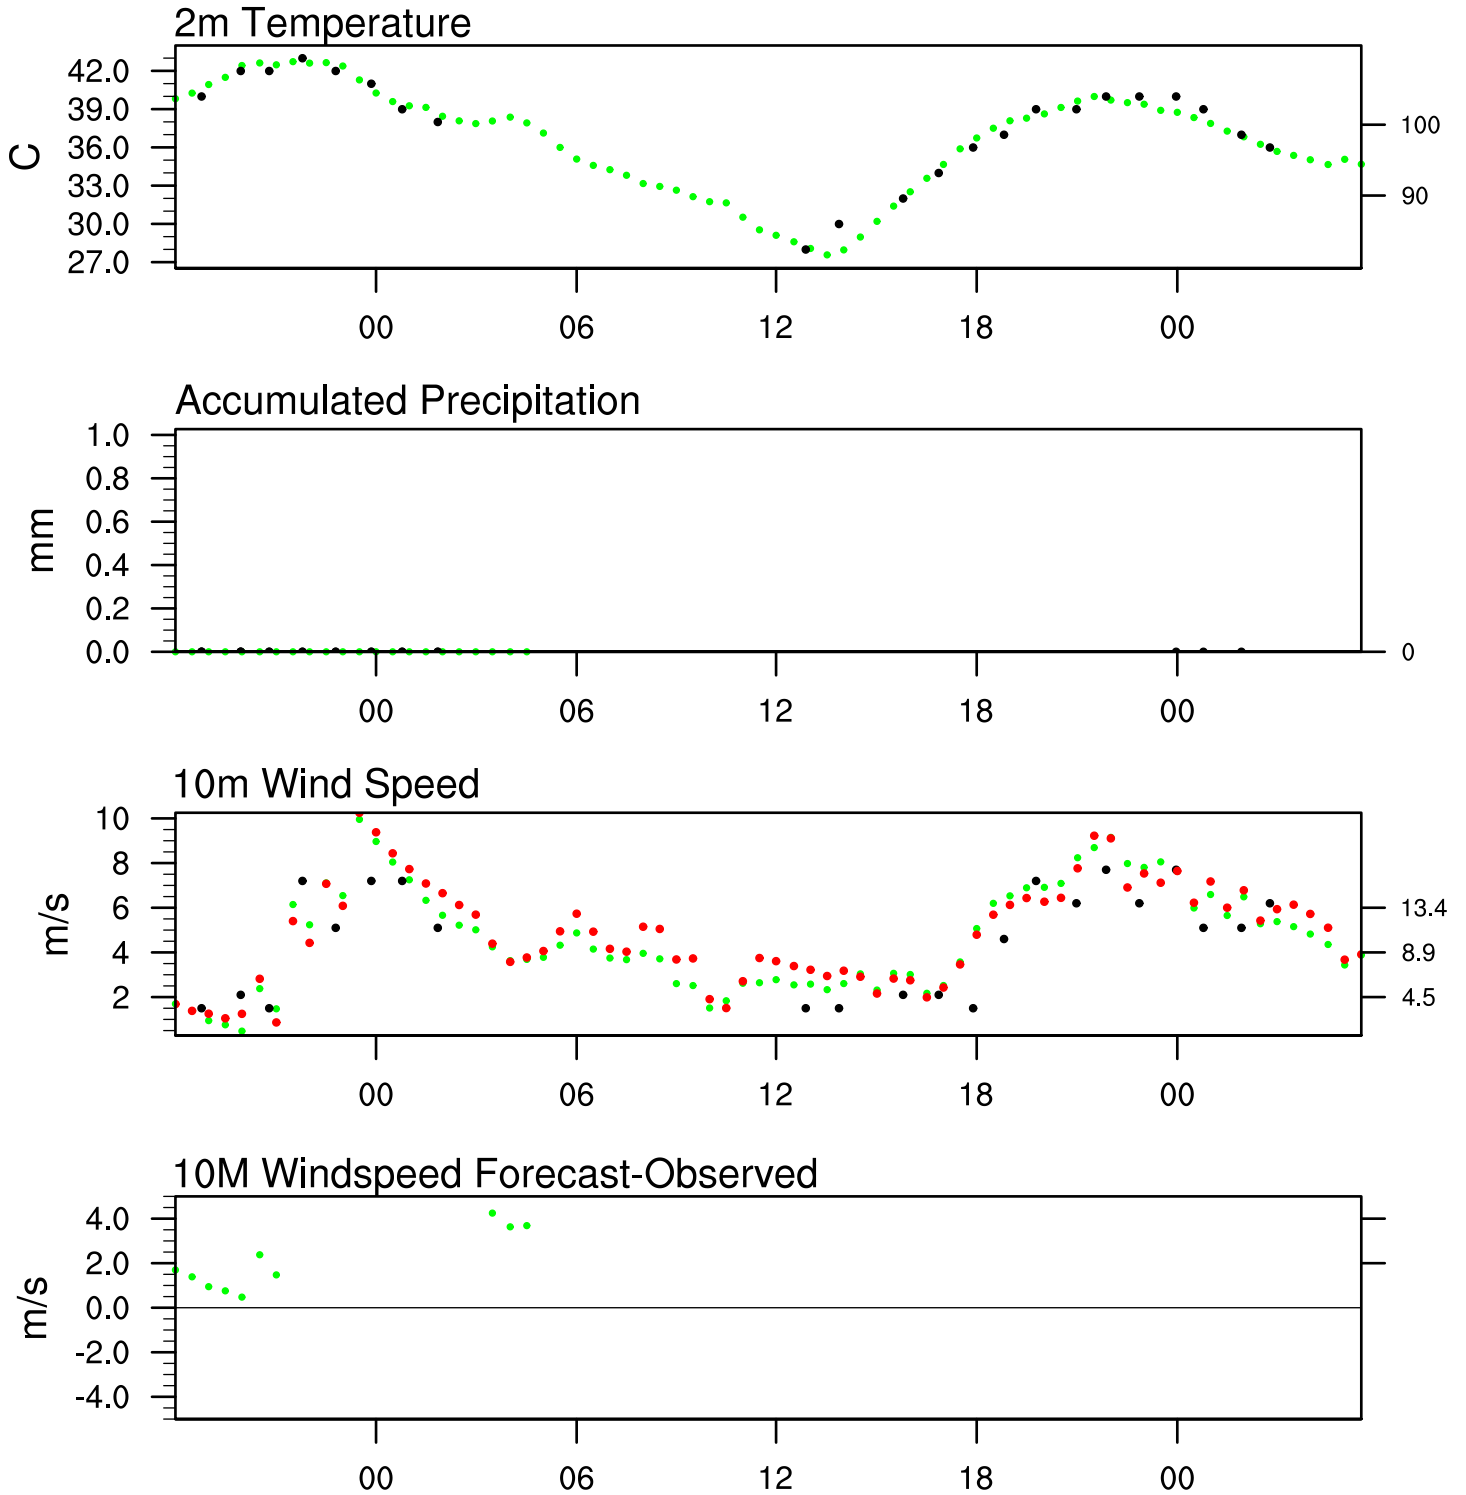 2m Temperature
42.0
39.0
36.0
33.0
30.0
27.0
C
100
90
00 06 12 18 00
Accumulated Precipitation
1.0
0.8
0.6
0.4
0.2
0.0
mm
0
00 06 12 18 00
10m Wind Speed
10
8
6
4
2
m/s
13.4
8.9
4.5
00 06 12 18 00
10M Windspeed Forecast-Observed
4.0
2.0
0.0
-2.0
-4.0
m/s
00 06 12 18 00